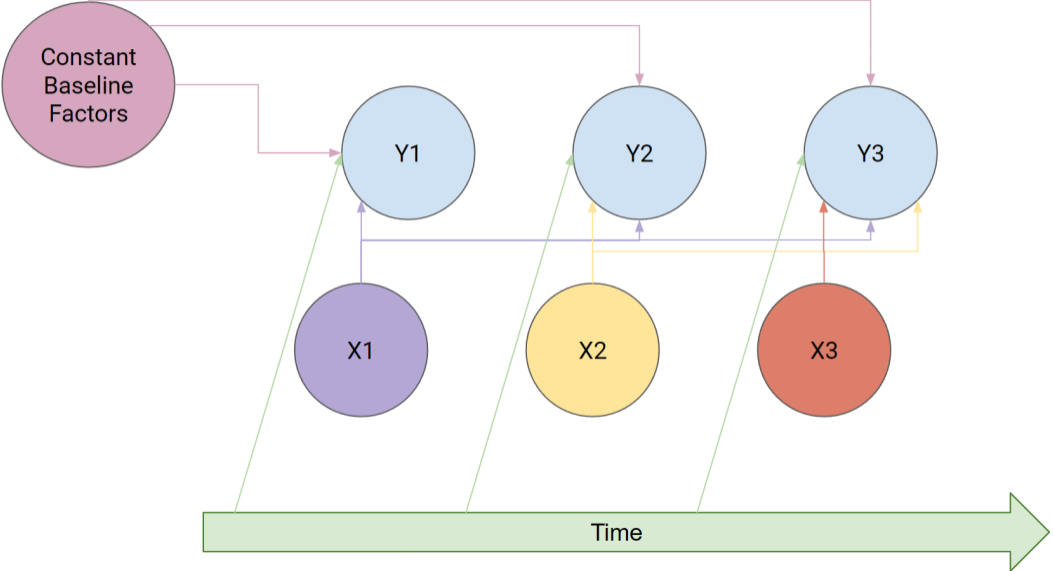 Constant
Baseline
Factors
Y1
Y2
Y3
X1
X2
X3
Time